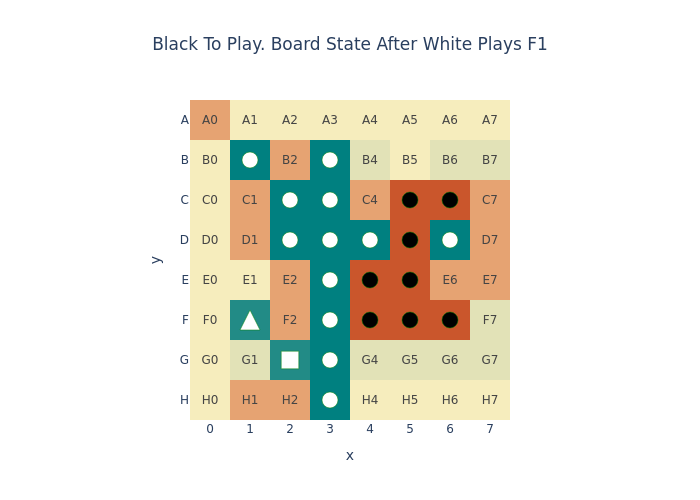 Black To Play. Board State After White Plays F1
A A0 A1 A2 A3 A4 A5 A6 A7
B B0 B2 B4 B5 B6 B7
C C0 C1 C4 C7
D D0 D1 D7
E E0 E1 E2 E6 E7
F F0 F2 F7
G G0 G1 G4 G5 G6 G7
H H0 H1 H2 H4 H5 H6 H7
0 1 2 3 4 5 6 7
x
y